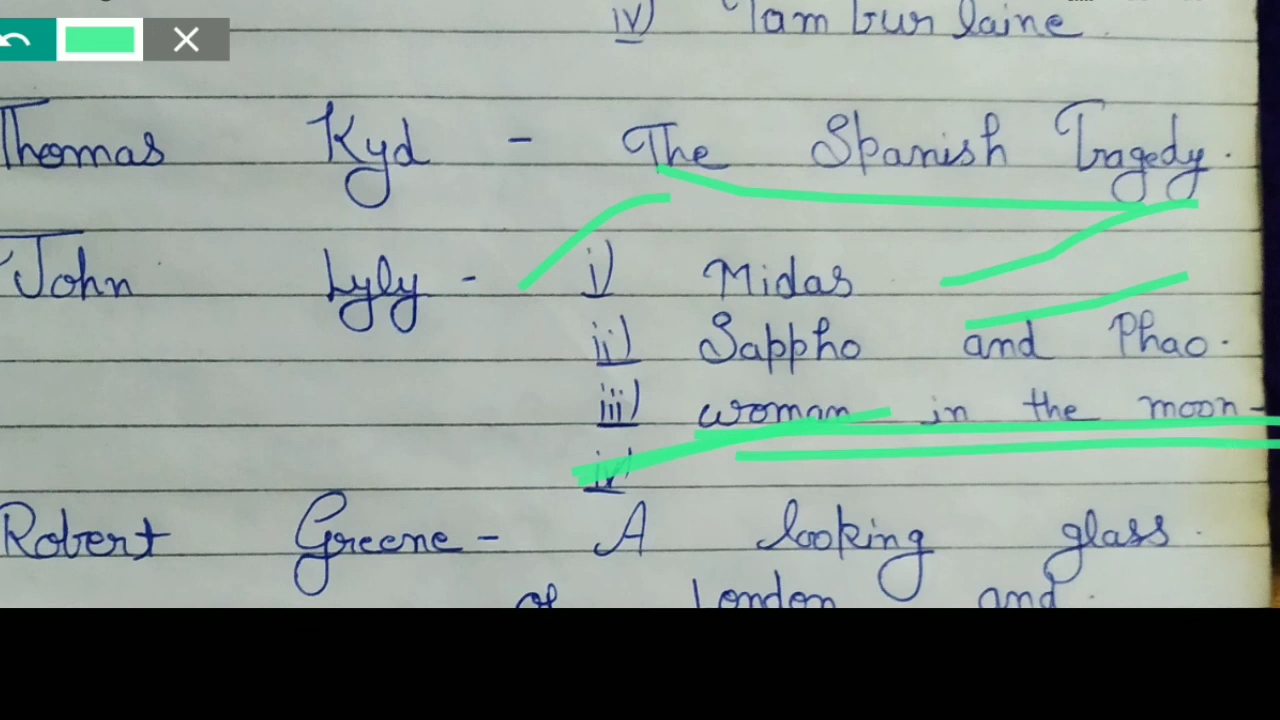 iv) Tamburlaine.
Thomas Kyd - The Spanish Tragedy.
John Lyly - i) Midas
ii) Sappho and Phao.
iii) woman in the moon-
iv)
Robert Greene - A looking glass
of London and